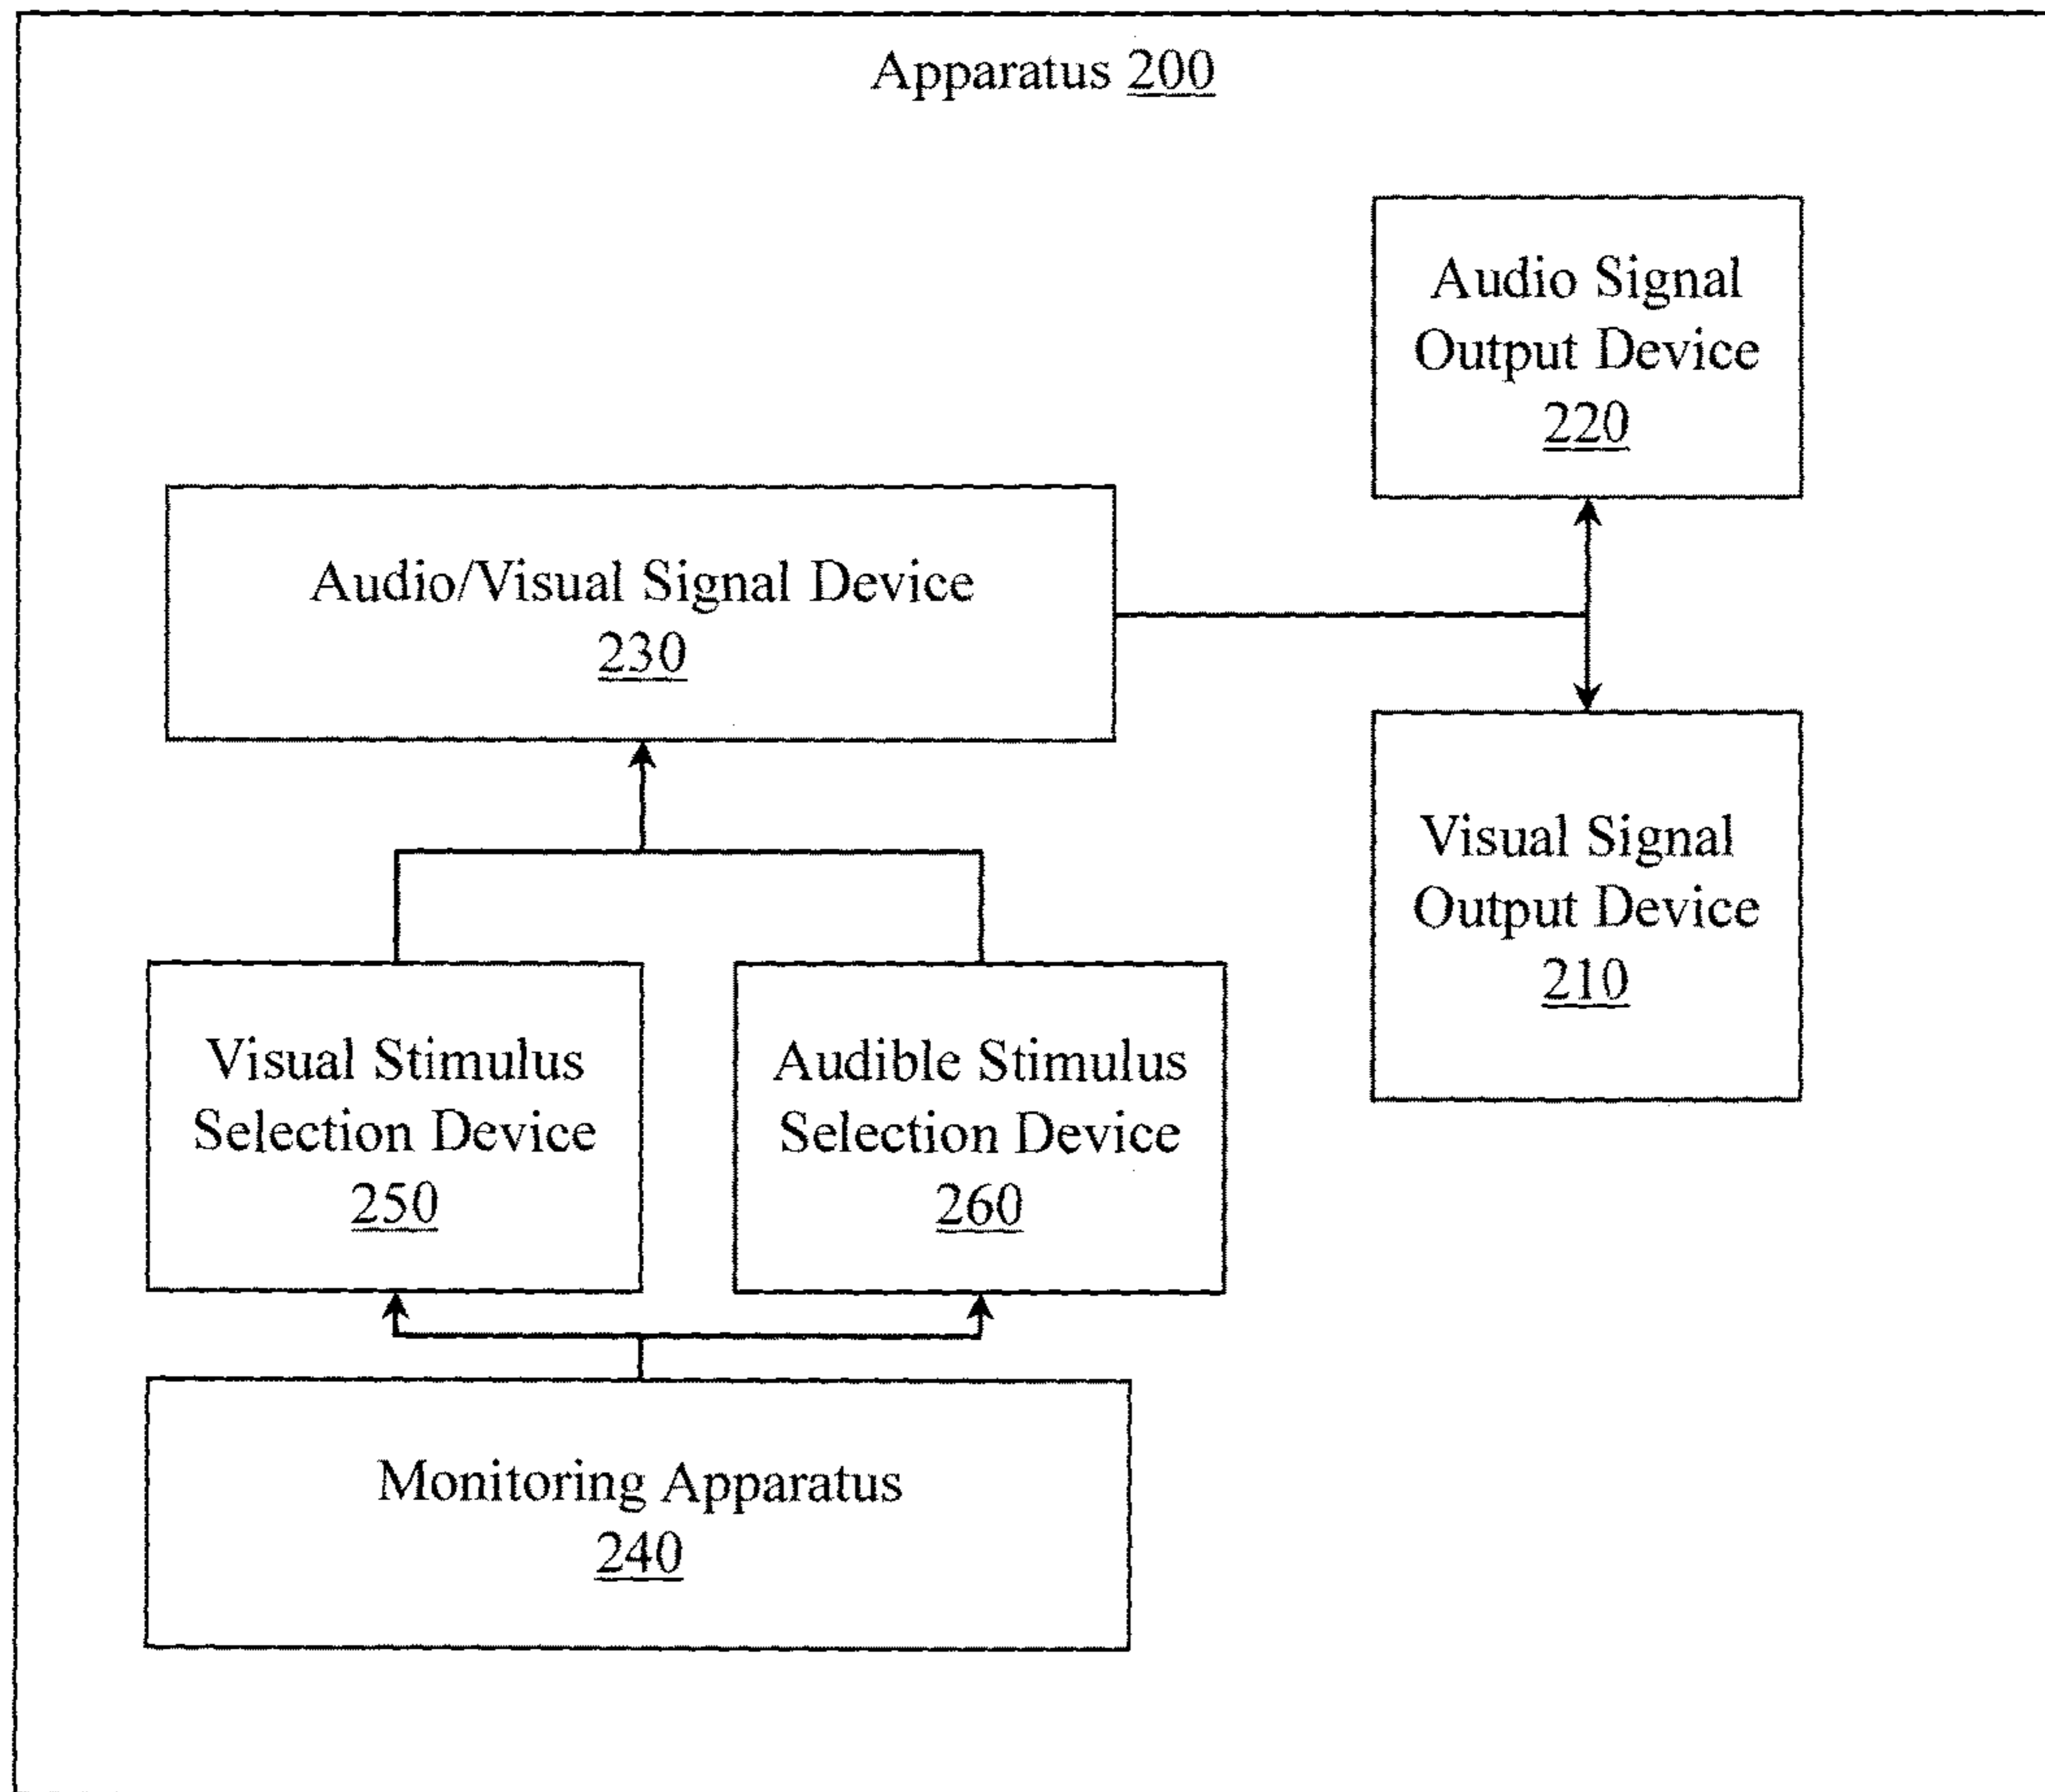 Apparatus 200
Audio Signal
Output Device
220
Audio/Visual Signal Device
230
Visual Signal
Output Device
210
Visual Stimulus
Selection Device
250
Audible Stimulus
Selection Device
260
Monitoring Apparatus
240